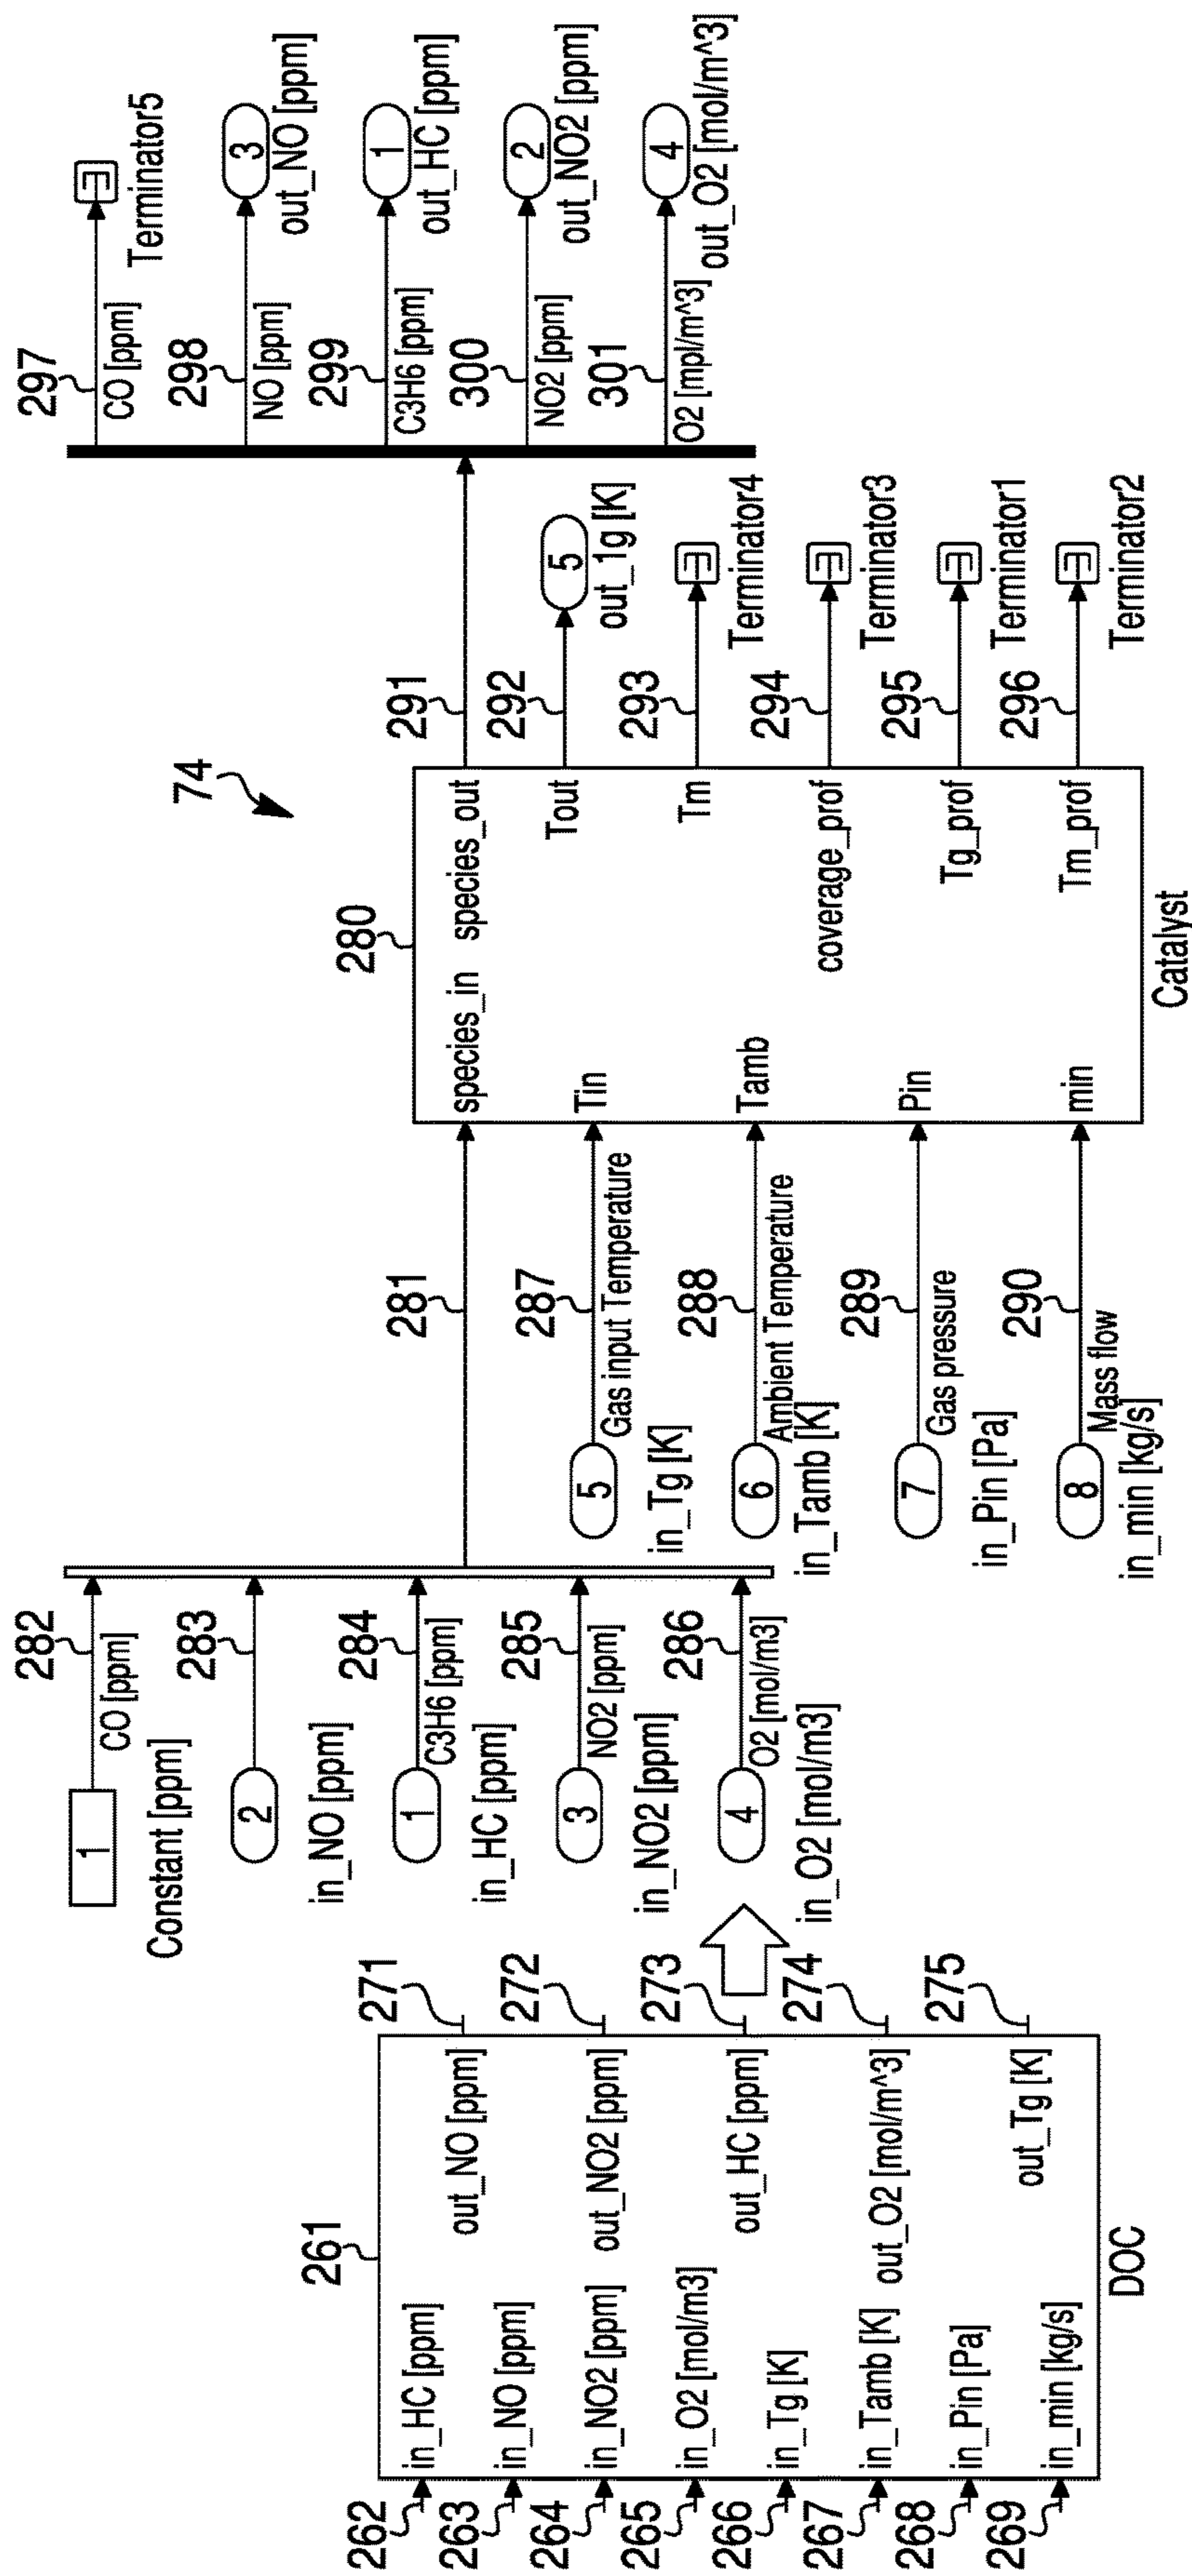 74
261
262
in_HC [ppm]
263
in_NO [ppm]
264
in_NO2 [ppm]
265
in_O2 [mol/m3]
266
in_Tg [K]
267
in_Tamb [K]
268
in_Pin [Pa]
269
in_min [kg/s]
out_NO [ppm]
271
out_NO2 [ppm]
272
out_HC [ppm]
273
out_O2 [mol/m^3]
274
out_Tg [K]
275
DOC
1
Constant [ppm]
282
CO [ppm]
2
in_NO [ppm]
283
1
in_HC [ppm]
284
C3H6 [ppm]
3
in_NO2 [ppm]
285
NO2 [ppm]
4
in_O2 [mol/m3]
286
O2 [mol/m3]
281
5
in_Tg [K]
287
Gas input Temperature
6
in_Tamb [K]
288
Ambient Temperature
7
in_Pin [Pa]
289
Gas pressure
8
in_min [kg/s]
290
Mass flow
280
species_in species_out
Tin
Tout
Tamb
Tm
coverage_prof
Pin
Tg_prof
min
Tm_prof
Catalyst
291
292
5
out_1g [K]
293
Terminator4
294
Terminator3
295
Terminator1
296
Terminator2
297
CO [ppm]
Terminator5
298
NO [ppm]
3
out_NO [ppm]
299
C3H6 [ppm]
1
out_HC [ppm]
300
NO2 [ppm]
2
out_NO2 [ppm]
301
O2 [mpl/m^3]
4
out_O2 [mol/m^3]